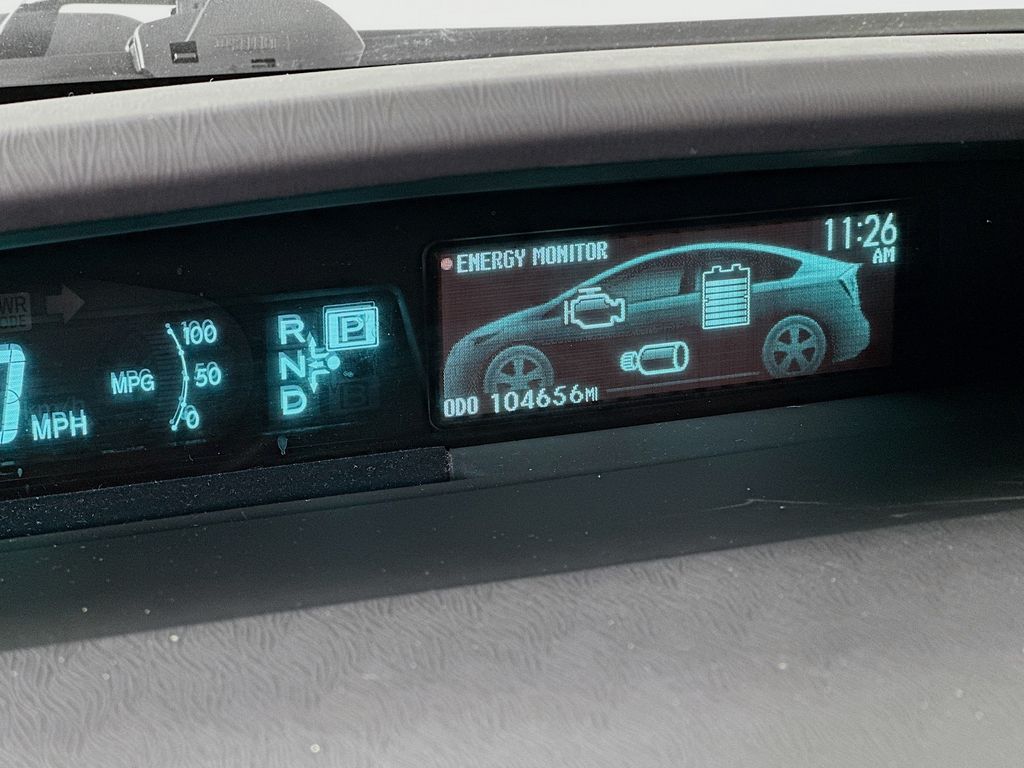 ENERGY MONITOR
11:26
AM
ODO 104656MI
R
N
D
P
MPG
100
50
0
MPH